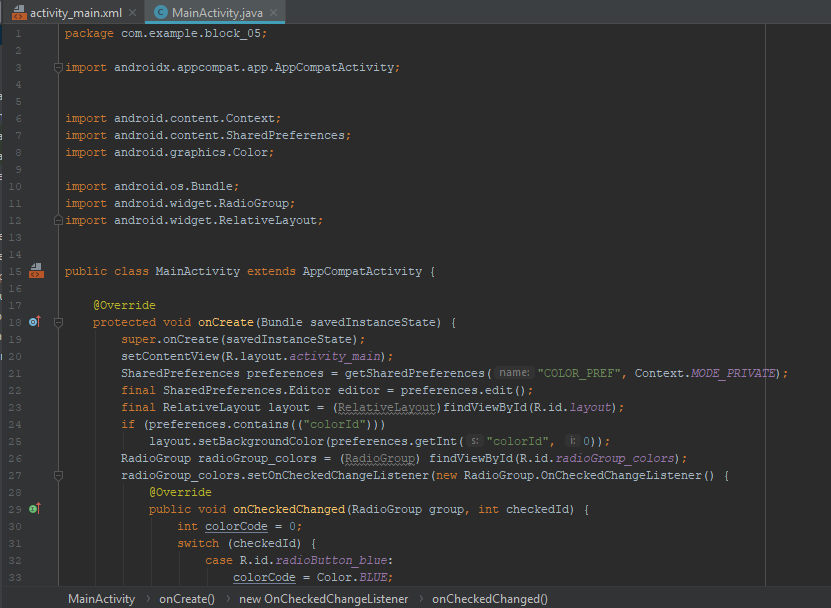 activity_main.xml MainActivity.java
1 package com.example.block_05;
2
3 import androidx.appcompat.app.AppCompatActivity;
4
5
6 import android.content.Context;
7 import android.content.SharedPreferences;
8 import android.graphics.Color;
9
10 import android.os.Bundle;
11 import android.widget.RadioGroup;
12 import android.widget.RelativeLayout;
13
14
15 public class MainActivity extends AppCompatActivity {
16
17 @Override
18 protected void onCreate(Bundle savedInstanceState) {
19 super.onCreate(savedInstanceState);
20 setContentView(R.layout.activity_main);
21 SharedPreferences preferences = getSharedPreferences( name: "COLOR_PREF", Context.MODE_PRIVATE);
22 final SharedPreferences.Editor editor = preferences.edit();
23 final RelativeLayout layout = (RelativeLayout)findViewById(R.id.layout);
24 if (preferences.contains(("colorId")))
25 layout.setBackgroundColor(preferences.getInt( s: "colorId", i: 0));
26 RadioGroup radioGroup_colors = (RadioGroup) findViewById(R.id.radioGroup_colors);
27 radioGroup_colors.setOnCheckedChangeListener(new RadioGroup.OnCheckedChangeListener() {
28 @Override
29 public void onCheckedChanged(RadioGroup group, int checkedId) {
30 int colorCode = 0;
31 switch (checkedId) {
32 case R.id.radioButton_blue:
33 colorCode = Color.BLUE;
MainActivity › onCreate() › new OnCheckedChangeListener › onCheckedChanged()